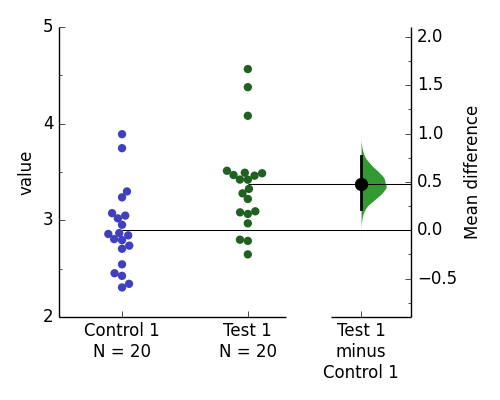 5
4
3
2
value
2.0
1.5
1.0
0.5
0.0
−0.5
Mean difference
Control 1
N = 20
Test 1
N = 20
Test 1
minus
Control 1